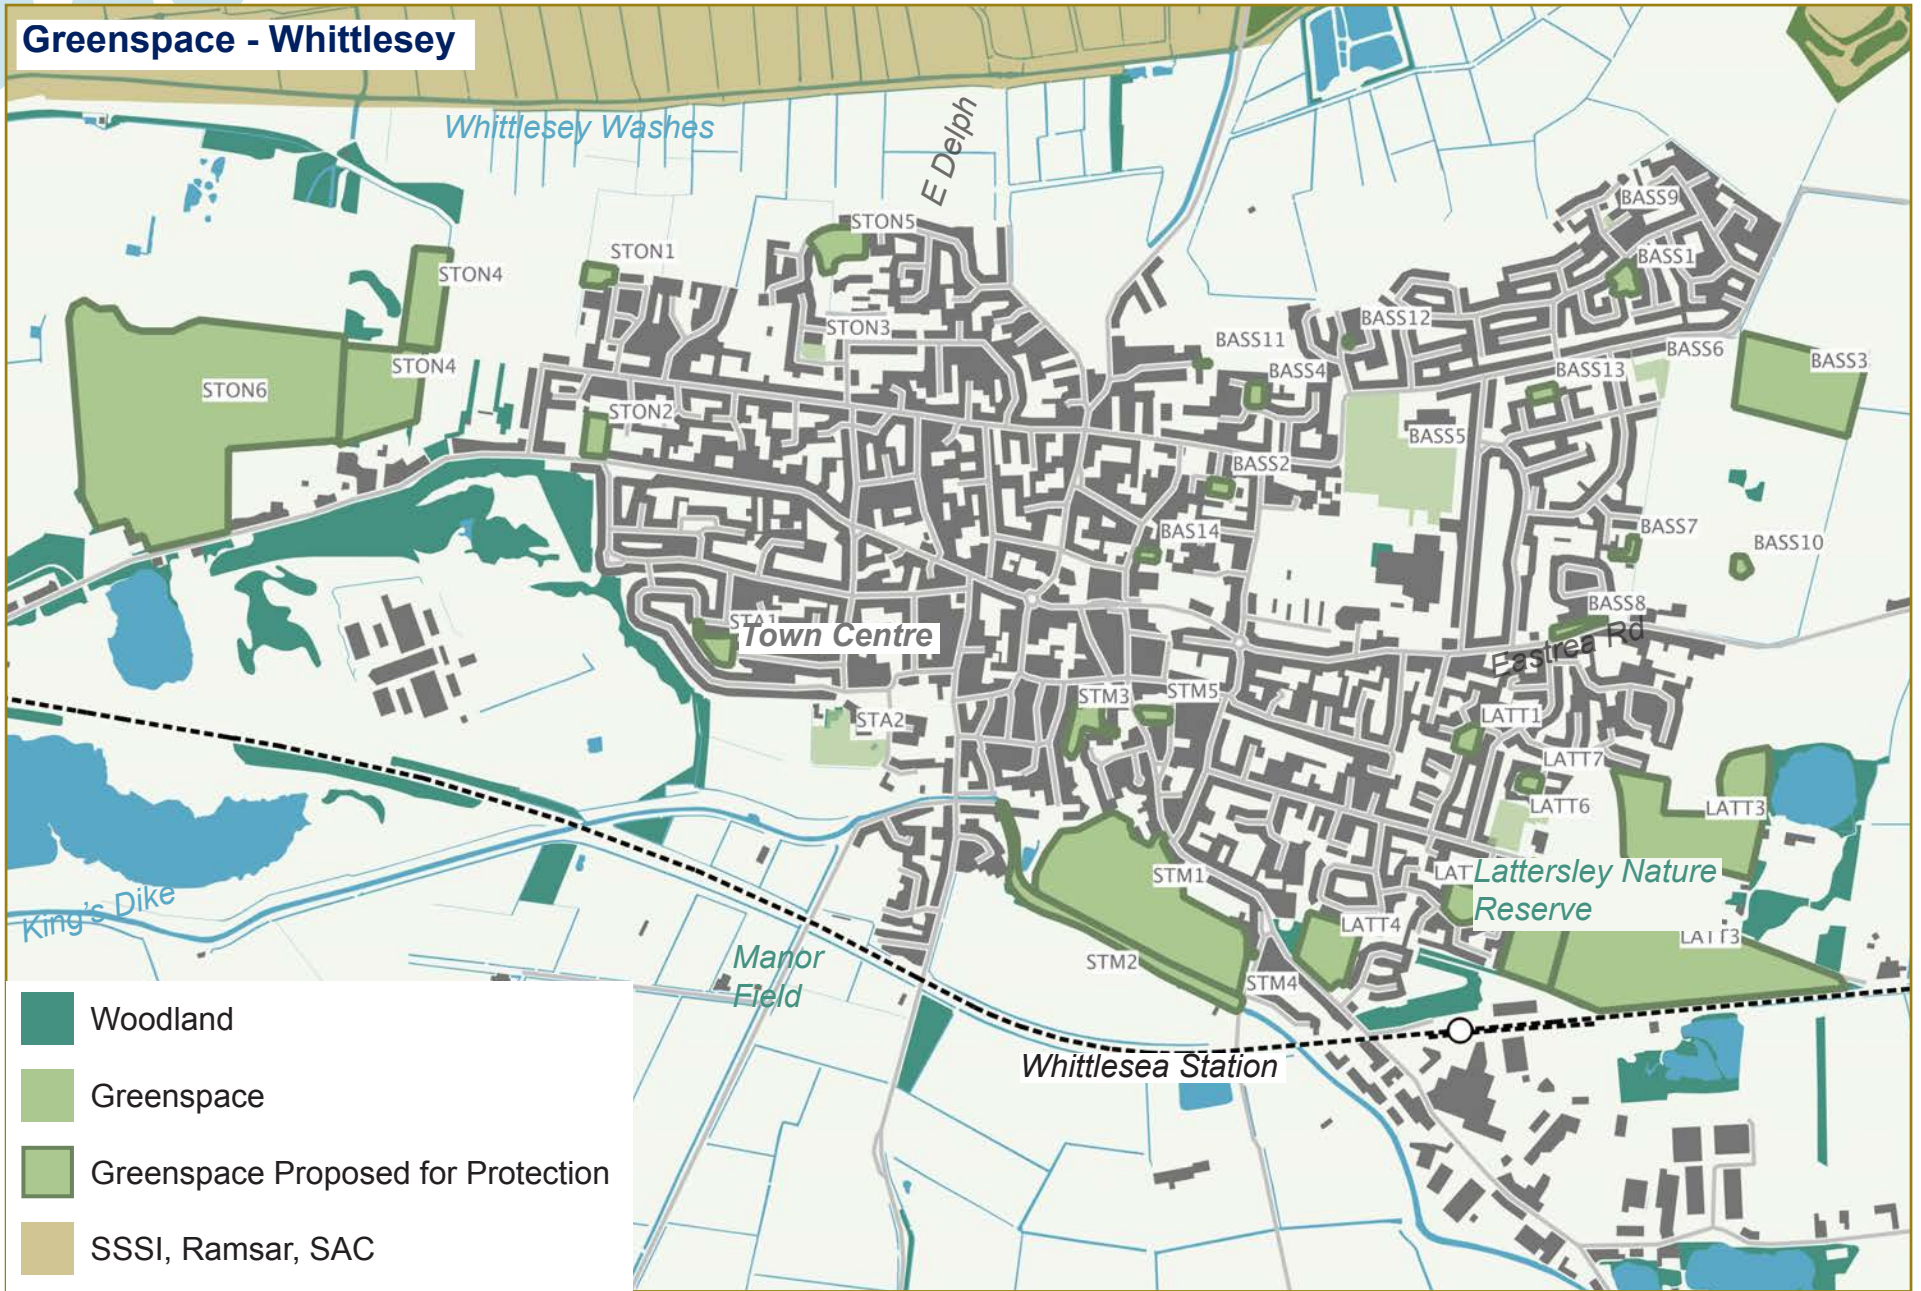 Greenspace - Whittlesey
Whittlesey Washes
E Delph
BASS9
STON5
STON1
BASS1
STON4
STON3
BASS12
BASS11
BASS6
BASS3
STON4
BASS4
BASS13
STON6
STON2
BASS5
BASS2
BAS14
BASS7
BASS10
BASS8
STA1
Town Centre
Eastrea Rd
STM3
STM5
STA2
LATT1
LATT7
LATT6
LATT3
STM1
LAT
Lattersley Nature
Reserve
King's Dike
LATT4
LATT3
Manor
Field
STM2
STM4
Whittlesea Station
Woodland
Greenspace
Greenspace Proposed for Protection
SSSI, Ramsar, SAC